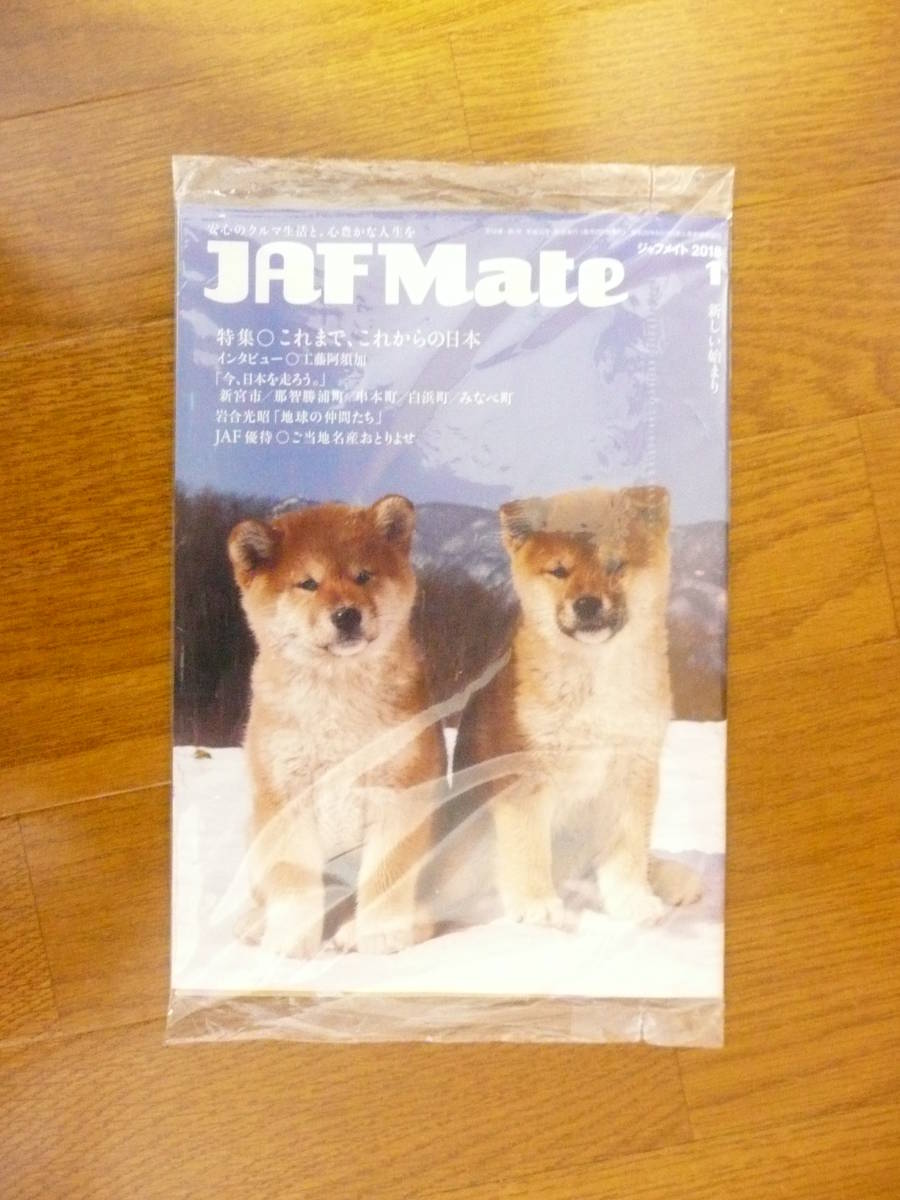 安心のクルマ生活と、心豊かな人生を
JAFMate
ジャフメイト 2018
1
新しい始まり
特集○これまで、これからの日本
インタビュー○工藤阿須加
「今、日本を走ろう。」
新宮市/那智勝浦町/串本町/白浜町/みなべ町
岩合光昭「地球の仲間たち」
JAF優待○ご当地名産おとりよせ